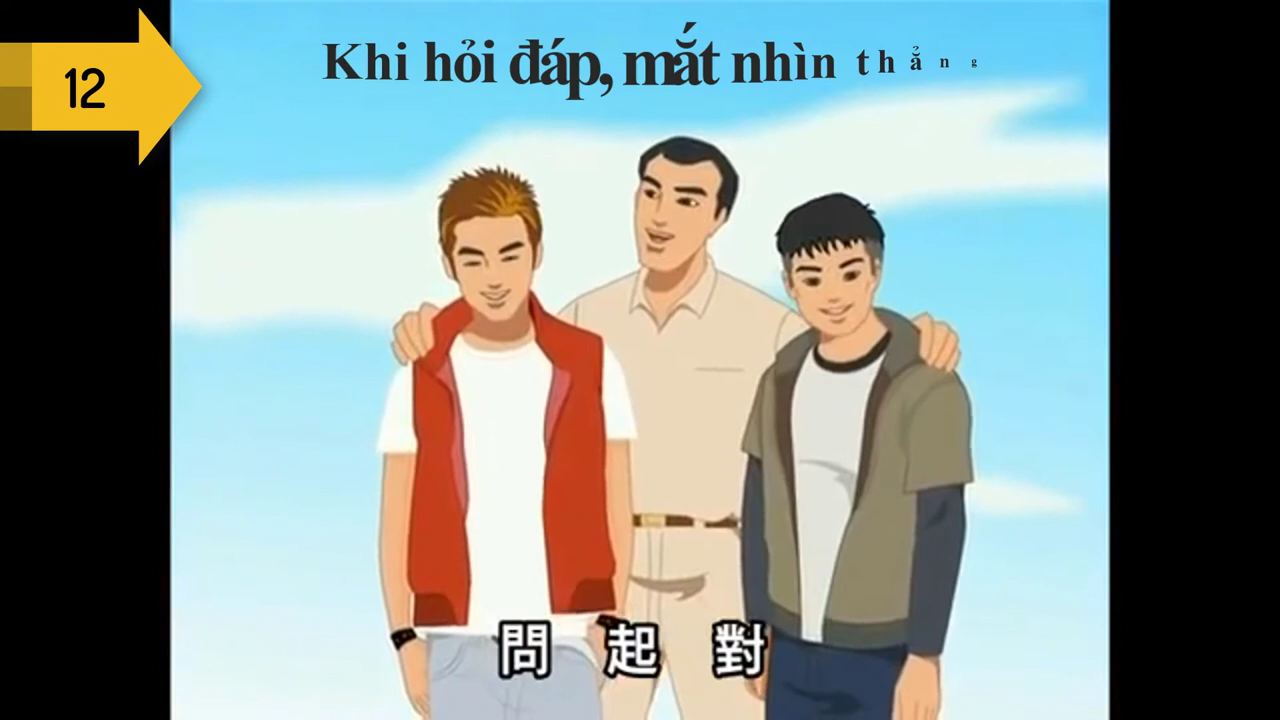 12
Khi hỏi đáp, mắt nhìn thẳng
問 起 對